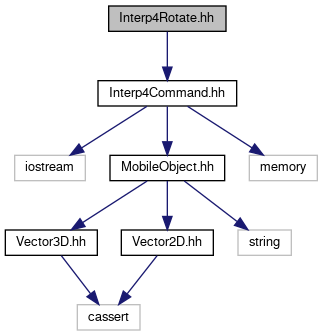 Interp4Rotate.hh
Interp4Command.hh
iostream
MobileObject.hh
memory
Vector3D.hh
Vector2D.hh
string
cassert